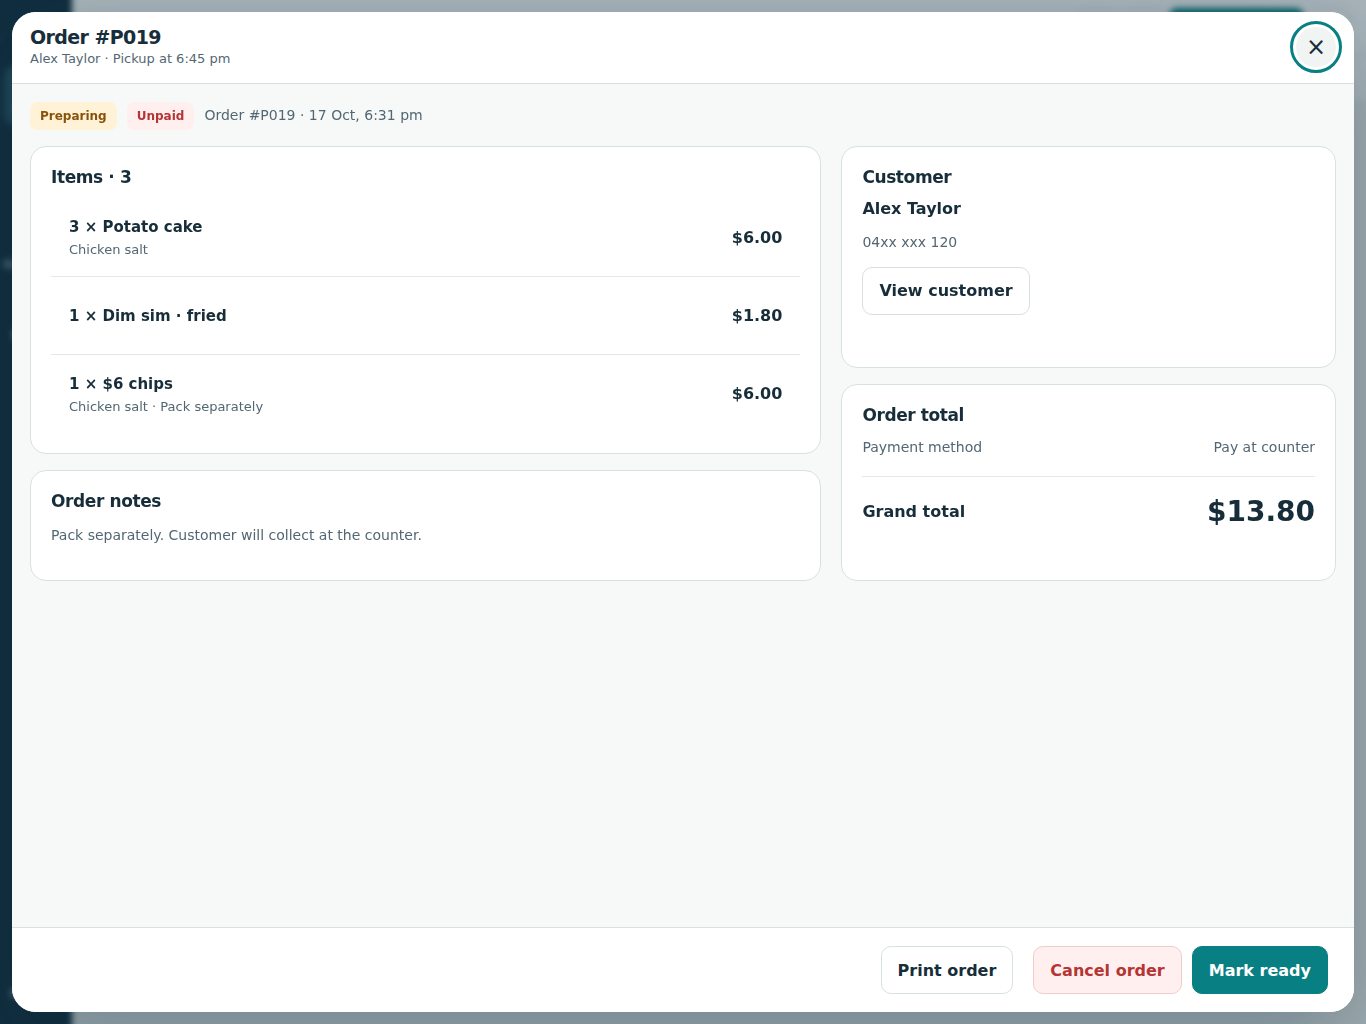 Order #P019
Alex Taylor · Pickup at 6:45 pm
Preparing
Unpaid
Order #P019 · 17 Oct, 6:31 pm
Items · 3
3 × Potato cake
Chicken salt
$6.00
1 × Dim sim · fried
$1.80
1 × $6 chips
Chicken salt · Pack separately
$6.00
Order notes
Pack separately. Customer will collect at the counter.
Customer
Alex Taylor
04xx xxx 120
View customer
Order total
Payment method
Pay at counter
Grand total
$13.80
Print order
Cancel order
Mark ready